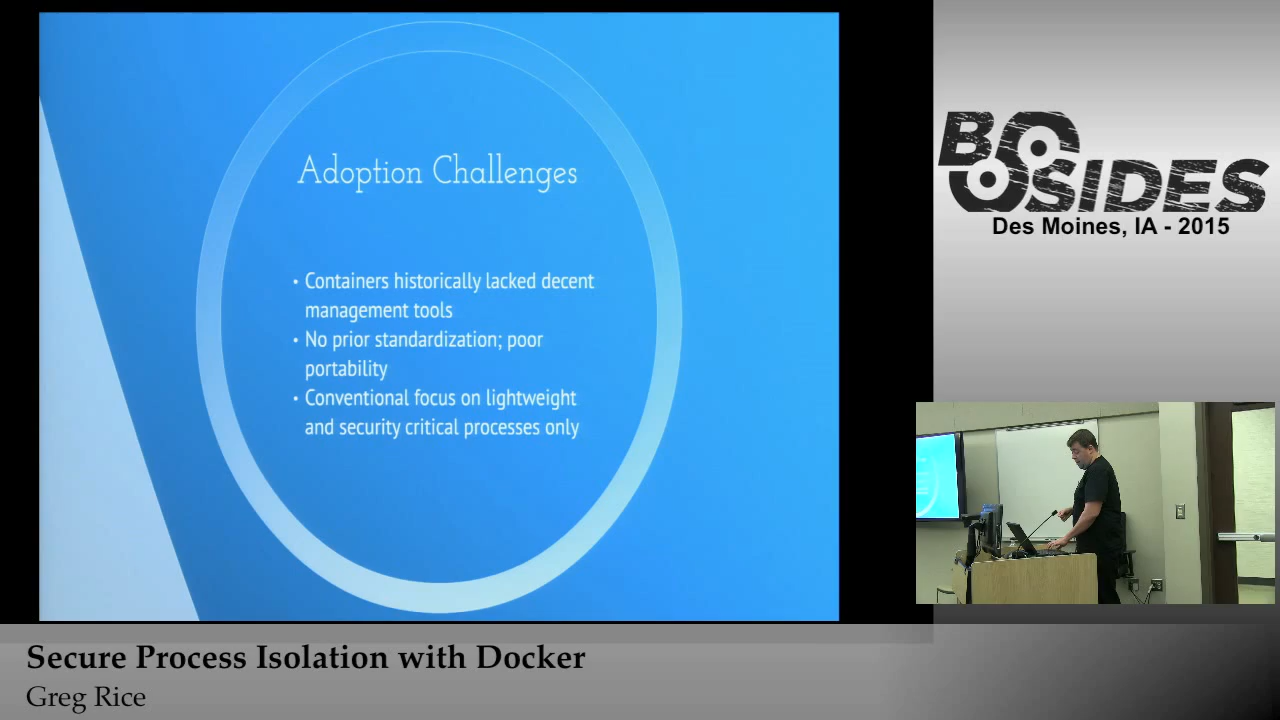 Adoption Challenges
• Containers historically lacked decent
management tools
• No prior standardization; poor
portability
• Conventional focus on lightweight
and security critical processes only
BSIDES
Des Moines, IA - 2015
Secure Process Isolation with Docker
Greg Rice